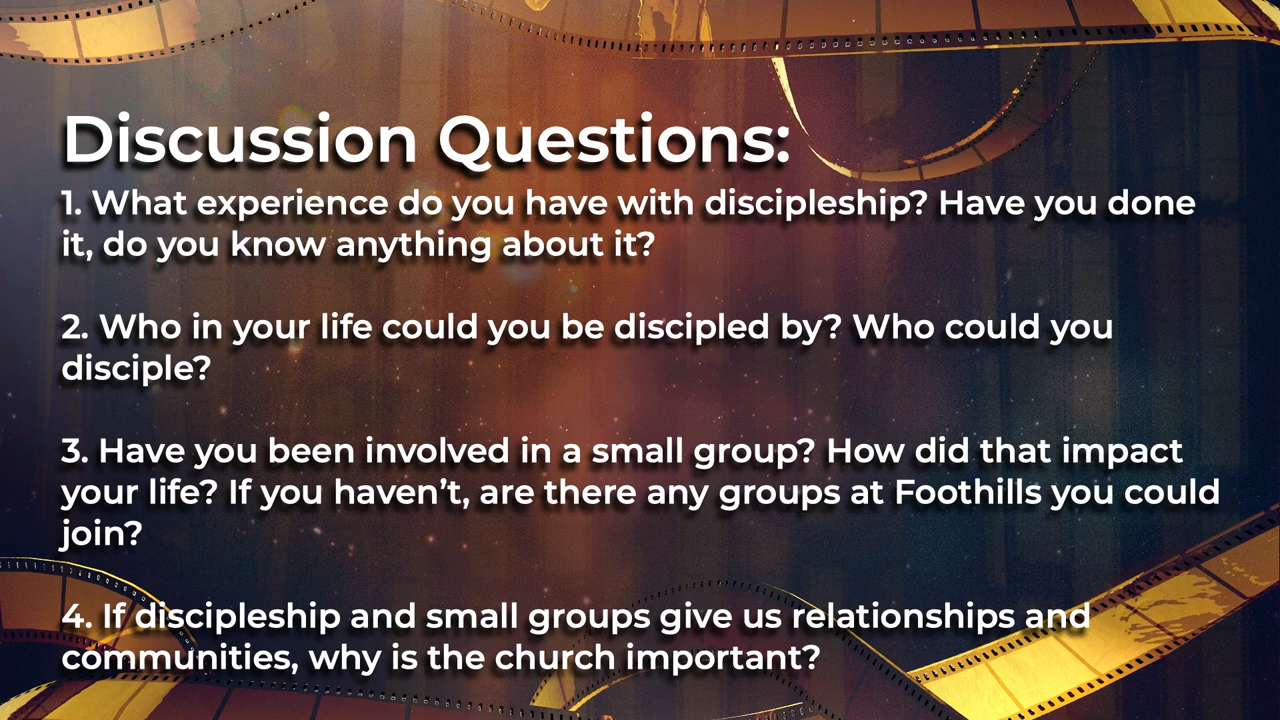 Discussion Questions:
1. What experience do you have with discipleship? Have you done
it, do you know anything about it?
2. Who in your life could you be discipled by? Who could you
disciple?
3. Have you been involved in a small group? How did that impact
your life? If you haven’t, are there any groups at Foothills you could
join?
4. If discipleship and small groups give us relationships and
communities, why is the church important?